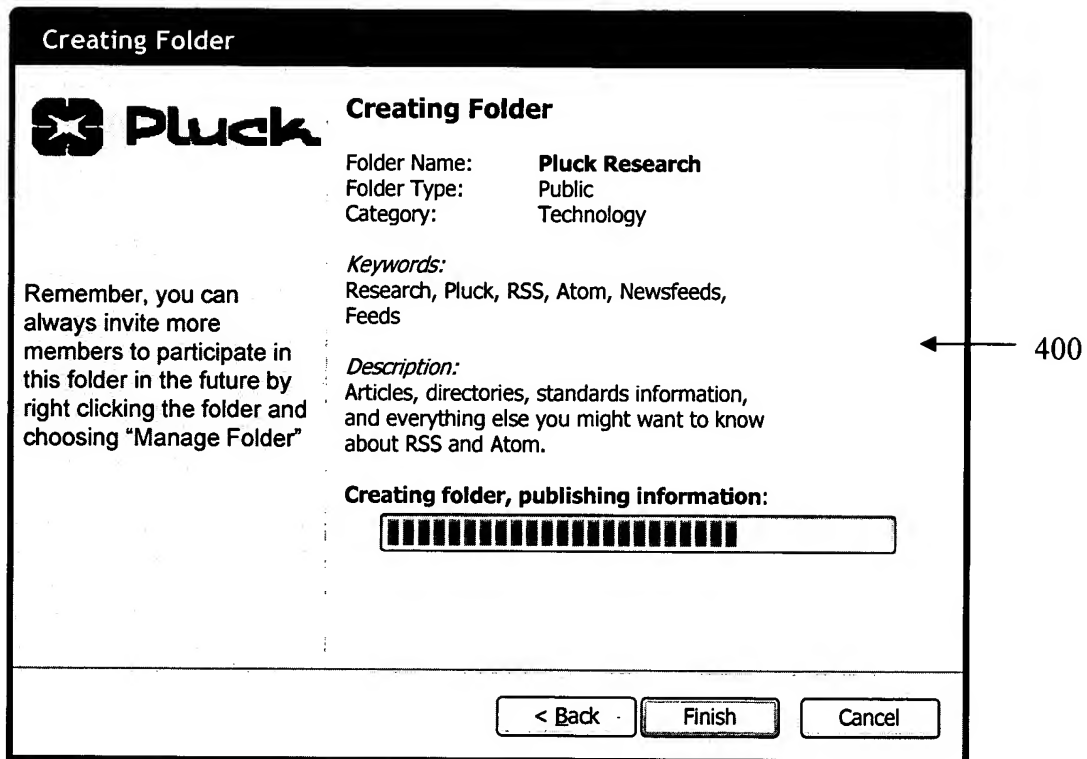 Creating Folder
Pluck
Remember, you can
always invite more
members to participate in
this folder in the future by
right clicking the folder and
choosing "Manage Folder"
Creating Folder
Folder Name: Pluck Research
Folder Type: Public
Category: Technology
Keywords:
Research, Pluck, RSS, Atom, Newsfeeds,
Feeds
Description:
Articles, directories, standards information,
and everything else you might want to know
about RSS and Atom.
Creating folder, publishing information:
400
< Back
Finish
Cancel